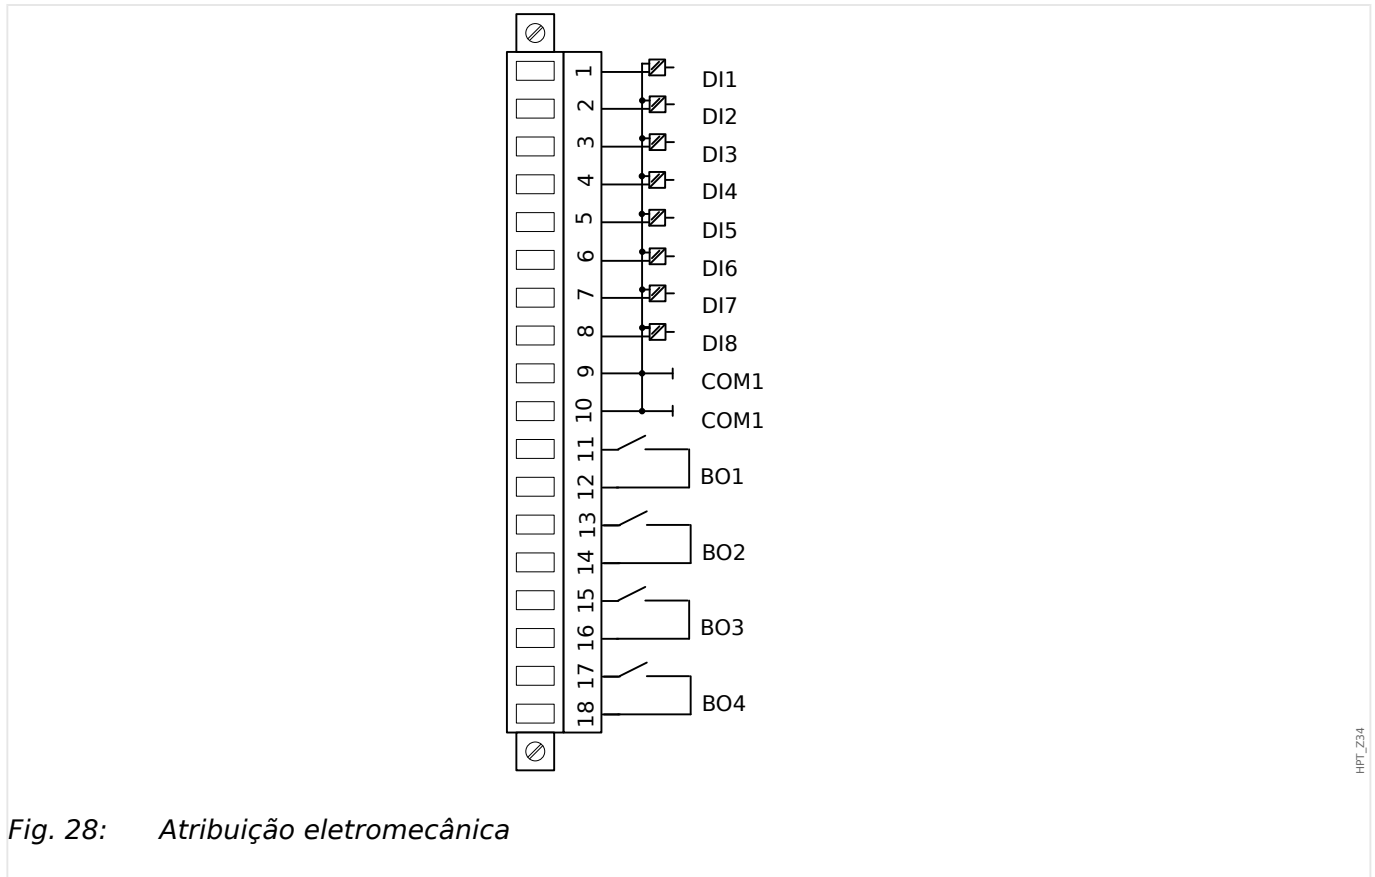 1 DI1
2 DI2
3 DI3
4 DI4
5 DI5
6 DI6
7 DI7
8 DI8
9 COM1
10 COM1
11
BO1
12
13
BO2
14
15
BO3
16
17
BO4
18
HPT_Z34
Fig. 28: Atribuição eletromecânica